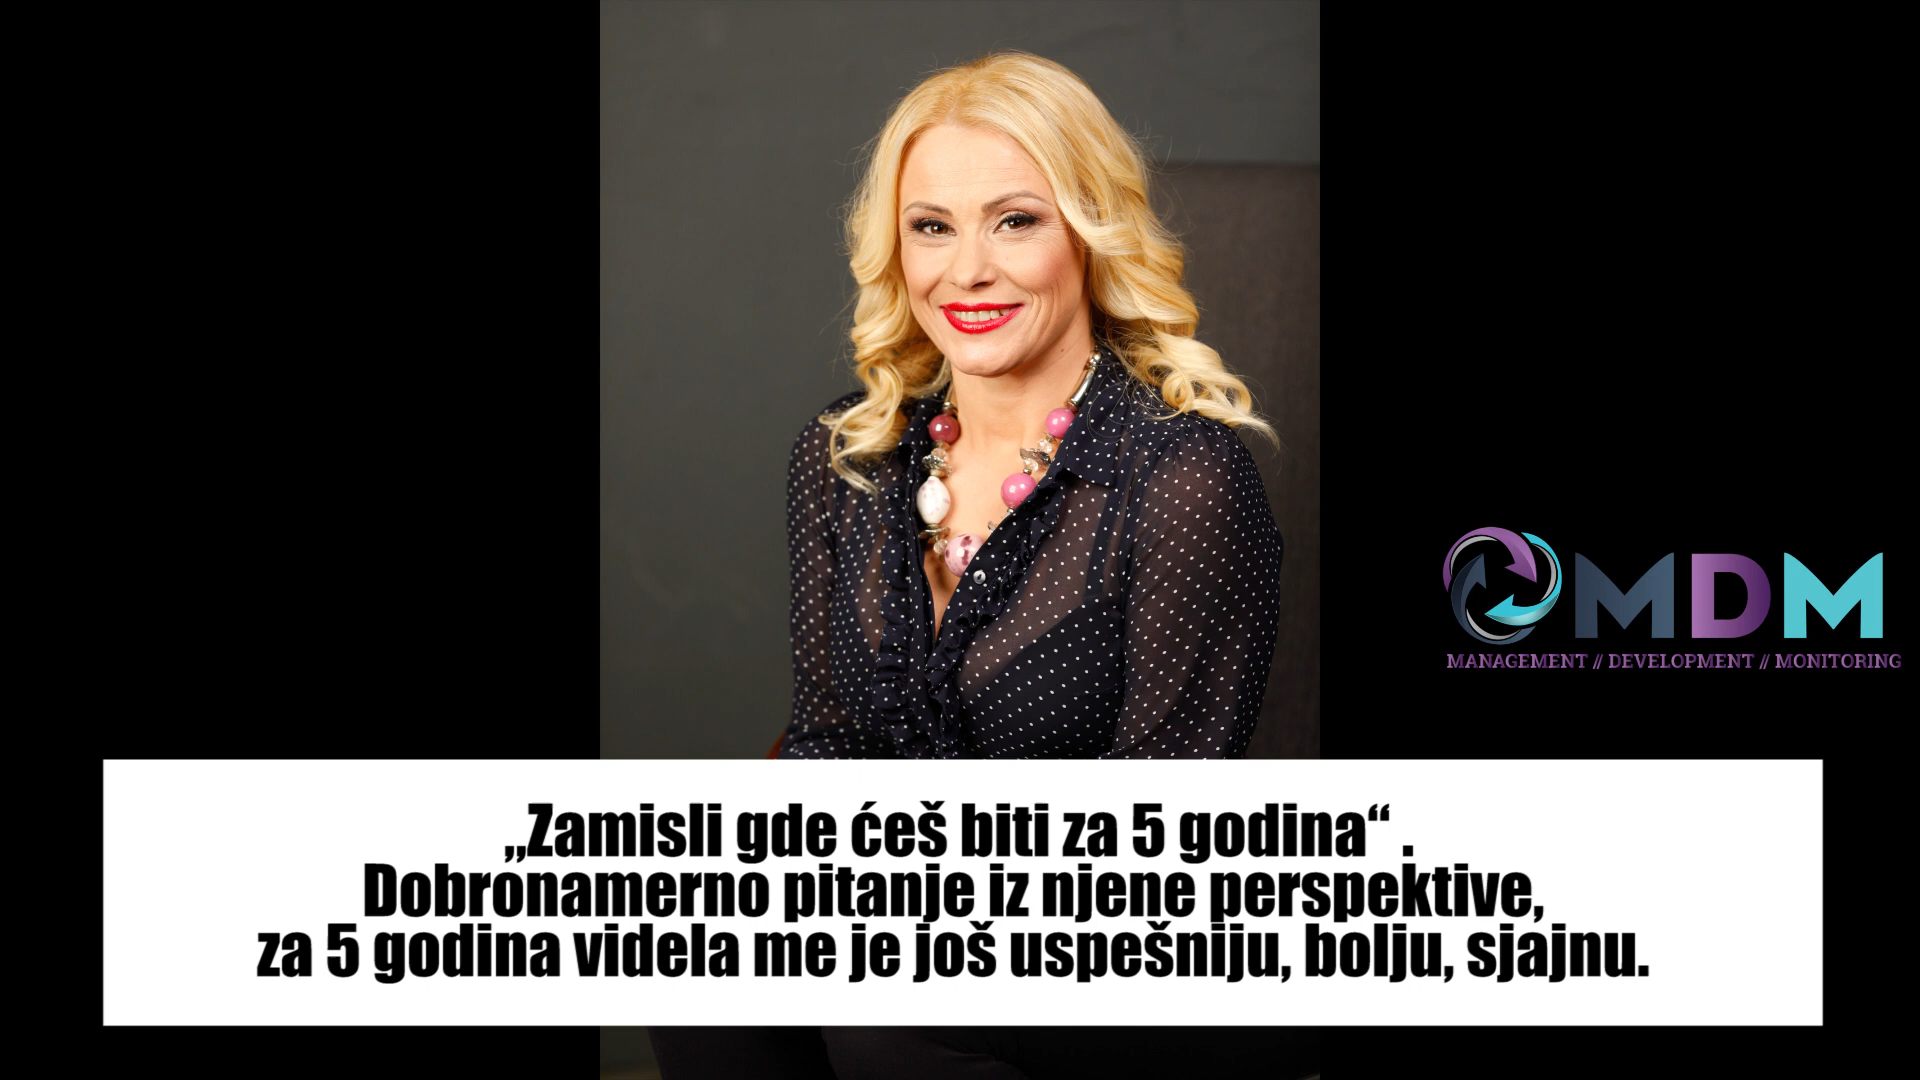 MDM
MANAGEMENT // DEVELOPMENT // MONITORING
„Zamisli gde ćeš biti za 5 godina“ .
Dobronamerno pitanje iz njene perspektive,
za 5 godina videla me je još uspešniju, bolju, sjajnu.